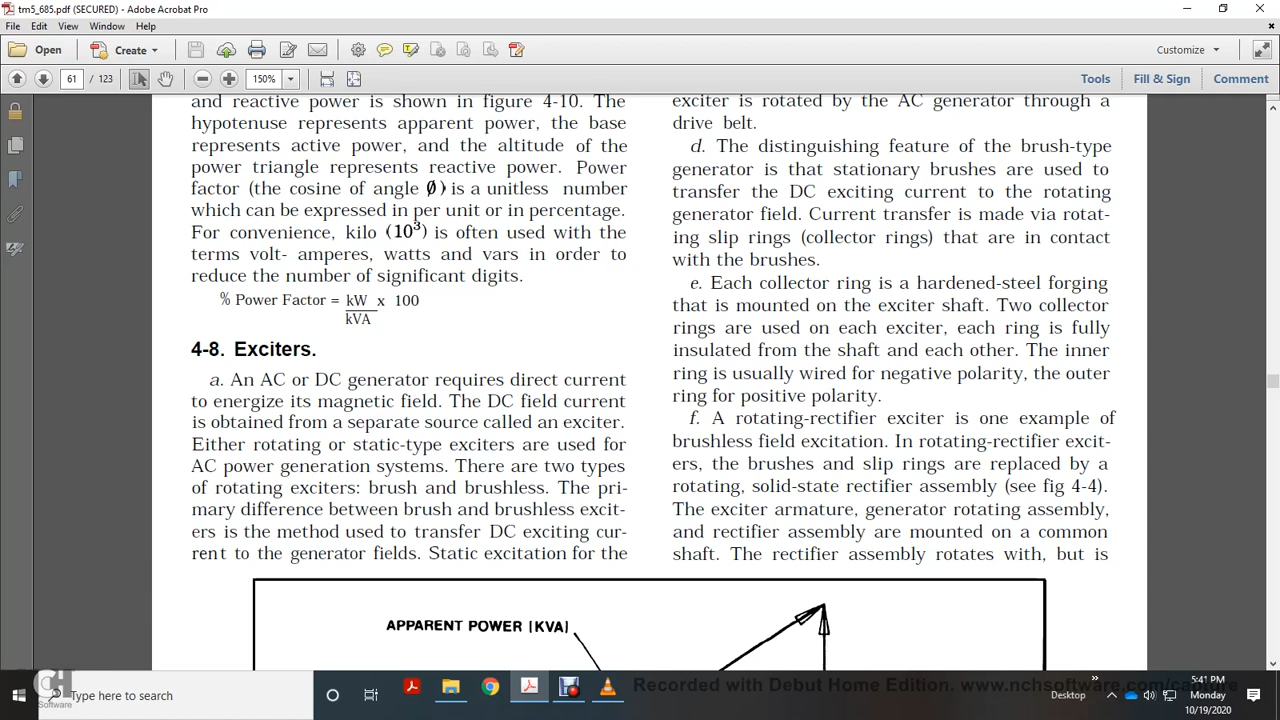 tm5_685.pdf (SECURED) - Adobe Acrobat Pro
File Edit View Window Help
Open Create Customize
61 / 123 150% Tools Fill & Sign Comment
and reactive power is shown in figure 4-10. The
hypotenuse represents apparent power, the base
represents active power, and the altitude of the
power triangle represents reactive power. Power
factor (the cosine of angle Ø) is a unitless number
which can be expressed in per unit or in percentage.
For convenience, kilo (10³) is often used with the
terms volt- amperes, watts and vars in order to
reduce the number of significant digits.
% Power Factor = kW x 100
kVA
4-8. Exciters.
a. An AC or DC generator requires direct current
to energize its magnetic field. The DC field current
is obtained from a separate source called an exciter.
Either rotating or static-type exciters are used for
AC power generation systems. There are two types
of rotating exciters: brush and brushless. The pri-
mary difference between brush and brushless excit-
ers is the method used to transfer DC exciting cur-
rent to the generator fields. Static excitation for the
exciter is rotated by the AC generator through a
drive belt.
d. The distinguishing feature of the brush-type
generator is that stationary brushes are used to
transfer the DC exciting current to the rotating
generator field. Current transfer is made via rotat-
ing slip rings (collector rings) that are in contact
with the brushes.
e. Each collector ring is a hardened-steel forging
that is mounted on the exciter shaft. Two collector
rings are used on each exciter, each ring is fully
insulated from the shaft and each other. The inner
ring is usually wired for negative polarity, the outer
ring for positive polarity.
f. A rotating-rectifier exciter is one example of
brushless field excitation. In rotating-rectifier excit-
ers, the brushes and slip rings are replaced by a
rotating, solid-state rectifier assembly (see fig 4-4).
The exciter armature, generator rotating assembly,
and rectifier assembly are mounted on a common
shaft. The rectifier assembly rotates with, but is
APPARENT POWER (KVA)
CH
Software
Type here to search
Recorded with Debut Home Edition. www.nchsoftware.com/capture
Desktop
5:41 PM
Monday
10/19/2020